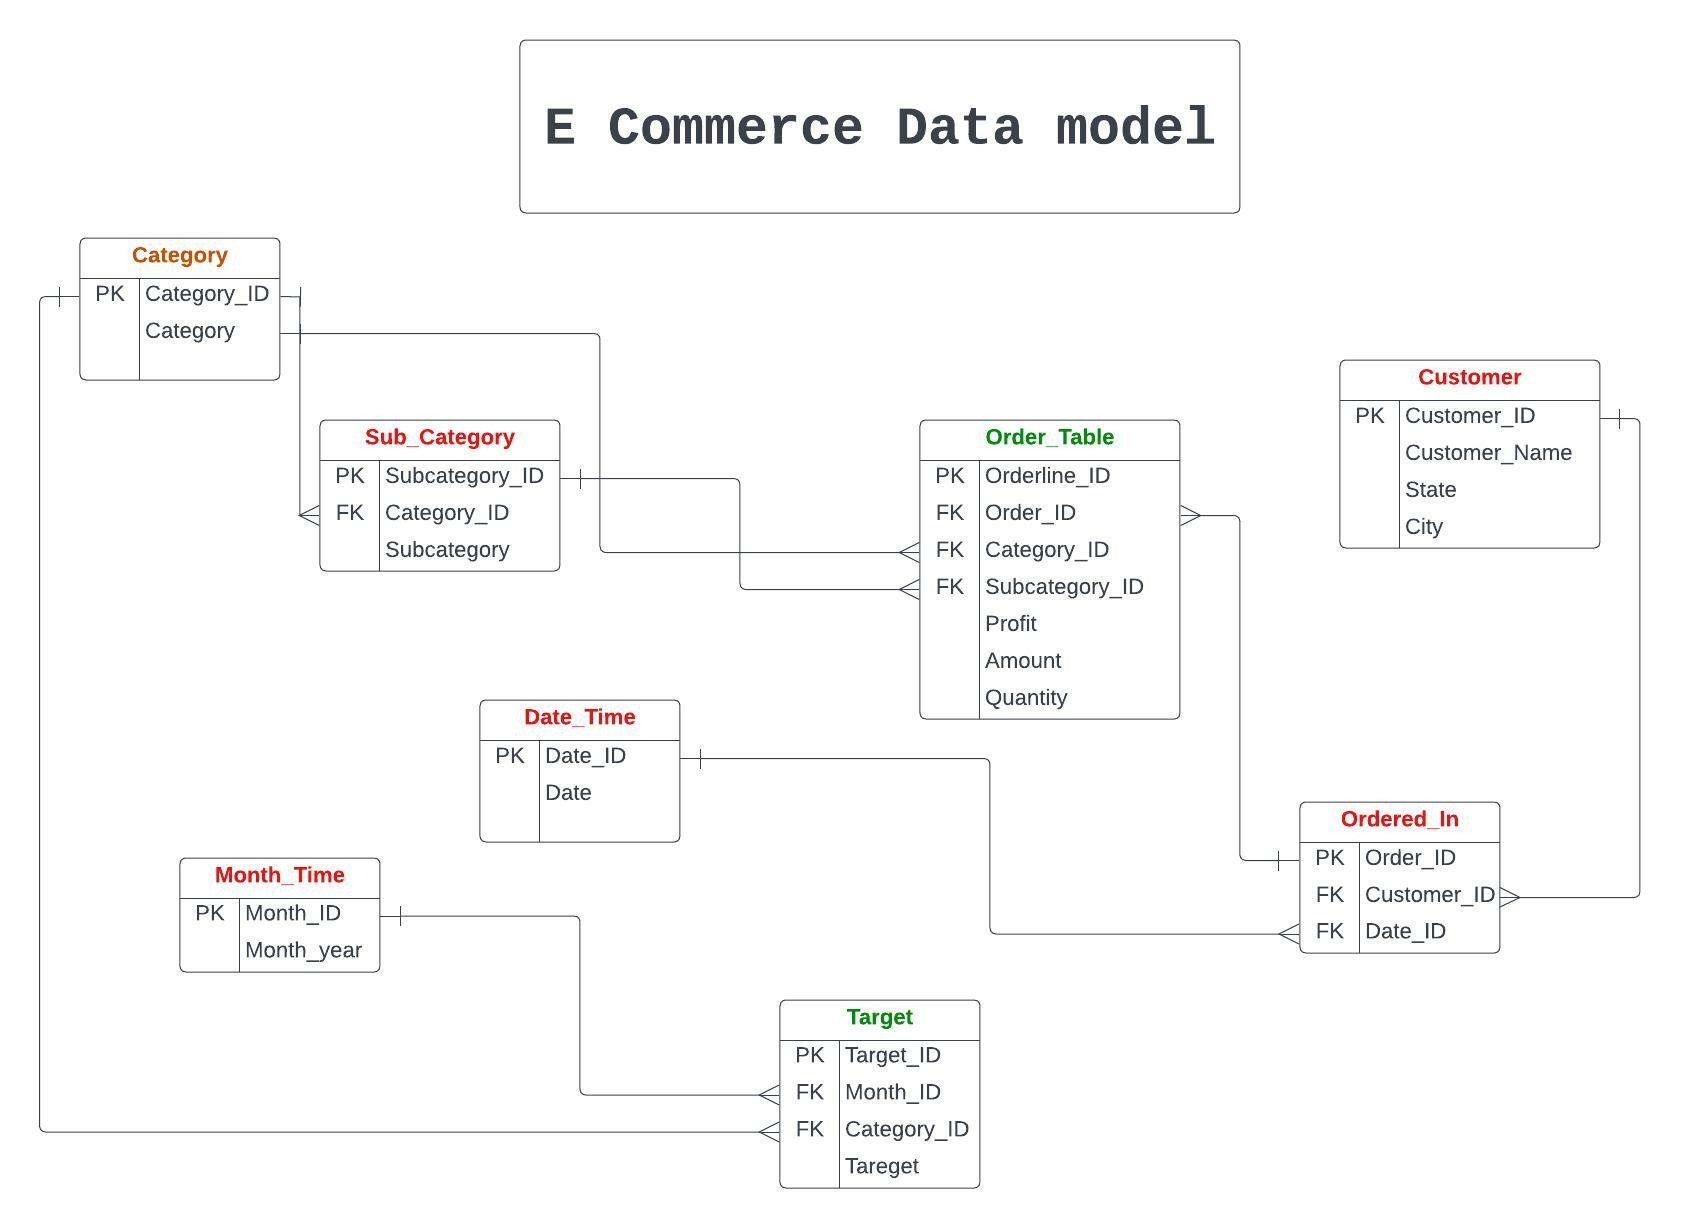 E Commerce Data model
Category
PK Category_ID
Category
Customer
PK Customer_ID
Customer_Name
State
City
Sub_Category
PK Subcategory_ID
FK Category_ID
Subcategory
Order_Table
PK Orderline_ID
FK Order_ID
FK Category_ID
FK Subcategory_ID
Profit
Amount
Quantity
Date_Time
PK Date_ID
Date
Ordered_In
PK Order_ID
FK Customer_ID
FK Date_ID
Month_Time
PK Month_ID
Month_year
Target
PK Target_ID
FK Month_ID
FK Category_ID
Tareget